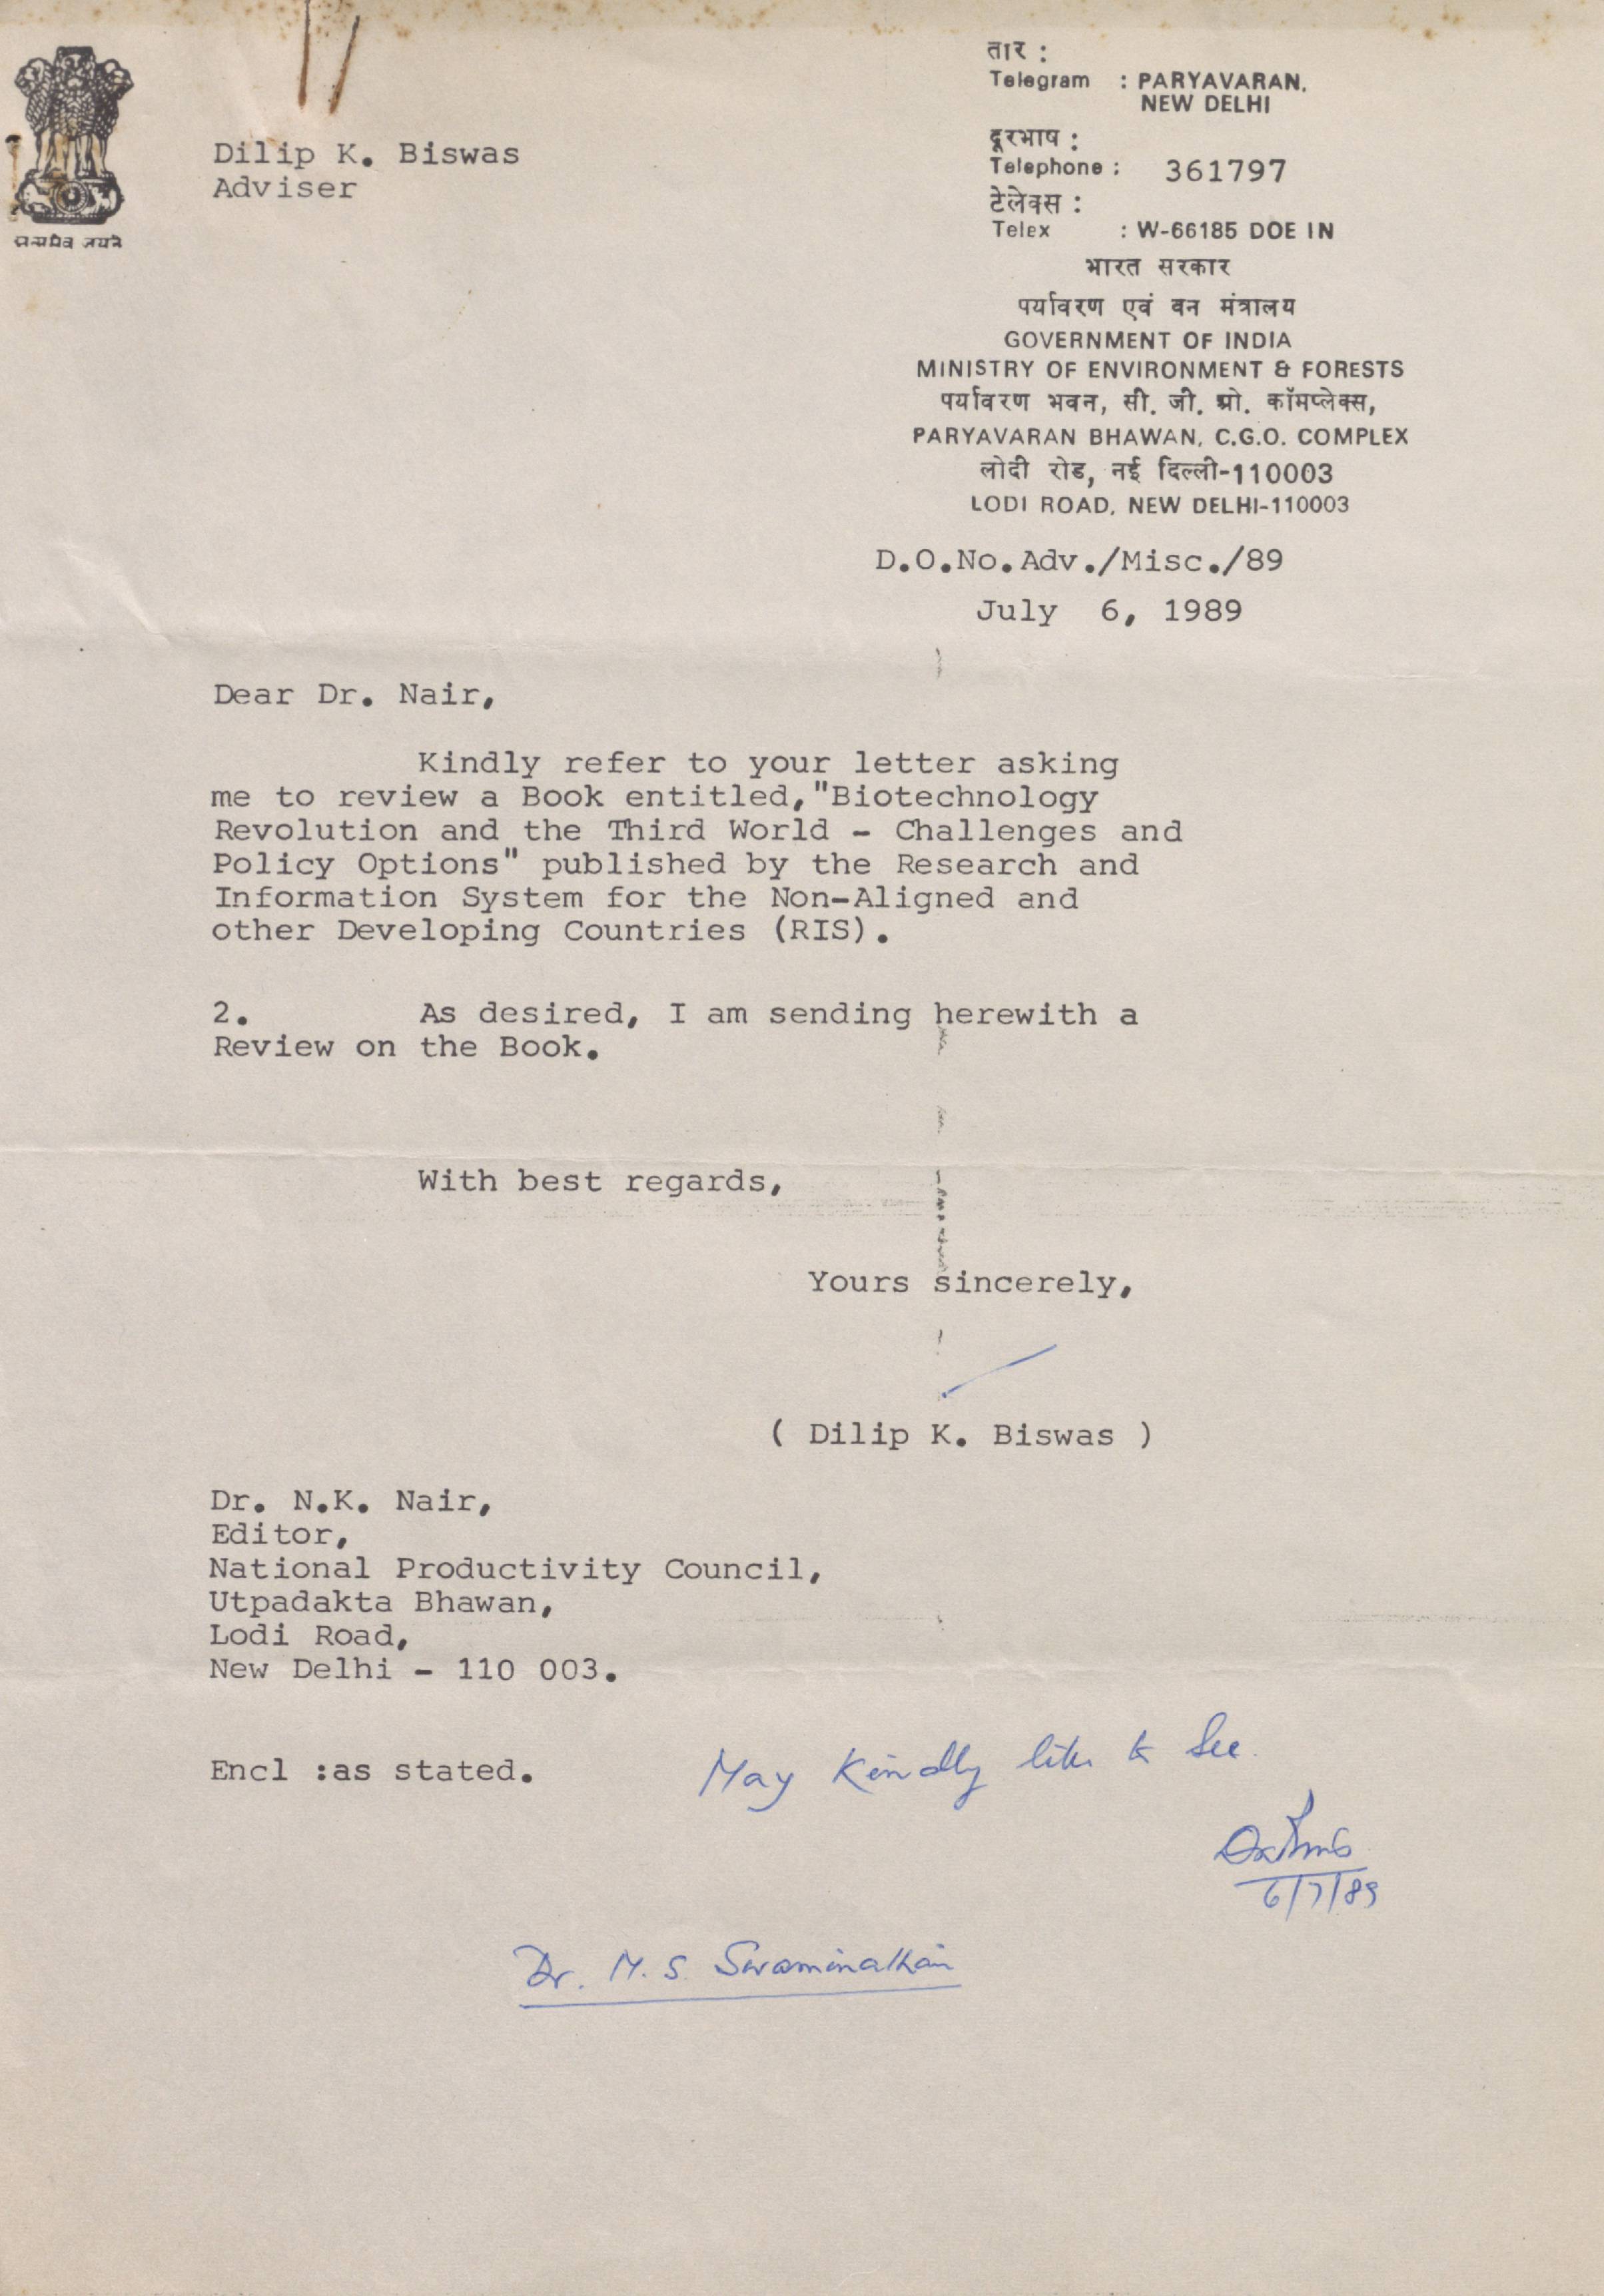 सत्यमेव जयते
Dilip K. Biswas
Adviser
तार :
Telegram : PARYAVARAN,
NEW DELHI
दूरभाष :
Telephone : 361797
टेलेक्स :
Telex : W-66185 DOE IN
भारत सरकार
पर्यावरण एवं वन मंत्रालय
GOVERNMENT OF INDIA
MINISTRY OF ENVIRONMENT & FORESTS
पर्यावरण भवन, सी. जी. ओ. कॉमप्लेक्स,
PARYAVARAN BHAWAN, C.G.O. COMPLEX
लोदी रोड, नई दिल्ली-110003
LODI ROAD, NEW DELHI-110003
D.O.No.Adv./Misc./89
July 6, 1989
Dear Dr. Nair,
Kindly refer to your letter asking
me to review a Book entitled,"Biotechnology
Revolution and the Third World - Challenges and
Policy Options" published by the Research and
Information System for the Non-Aligned and
other Developing Countries (RIS).
2. As desired, I am sending herewith a
Review on the Book.
With best regards,
Yours sincerely,
( Dilip K. Biswas )
Dr. N.K. Nair,
Editor,
National Productivity Council,
Utpadakta Bhawan,
Lodi Road,
New Delhi - 110 003.
Encl :as stated.
May Kindly like to See.
6/7/89
Dr. M. S. Swaminathan